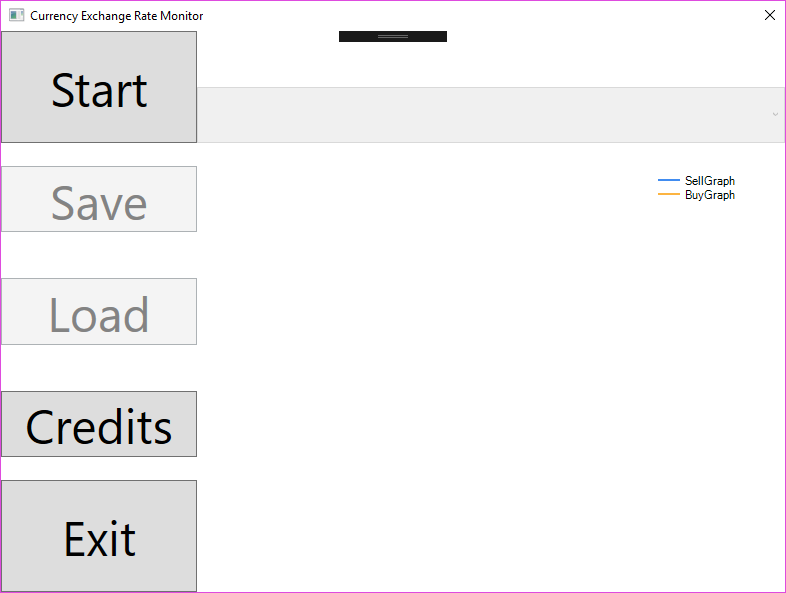 Currency Exchange Rate Monitor
Start
Save
SellGraph
BuyGraph
Load
Credits
Exit